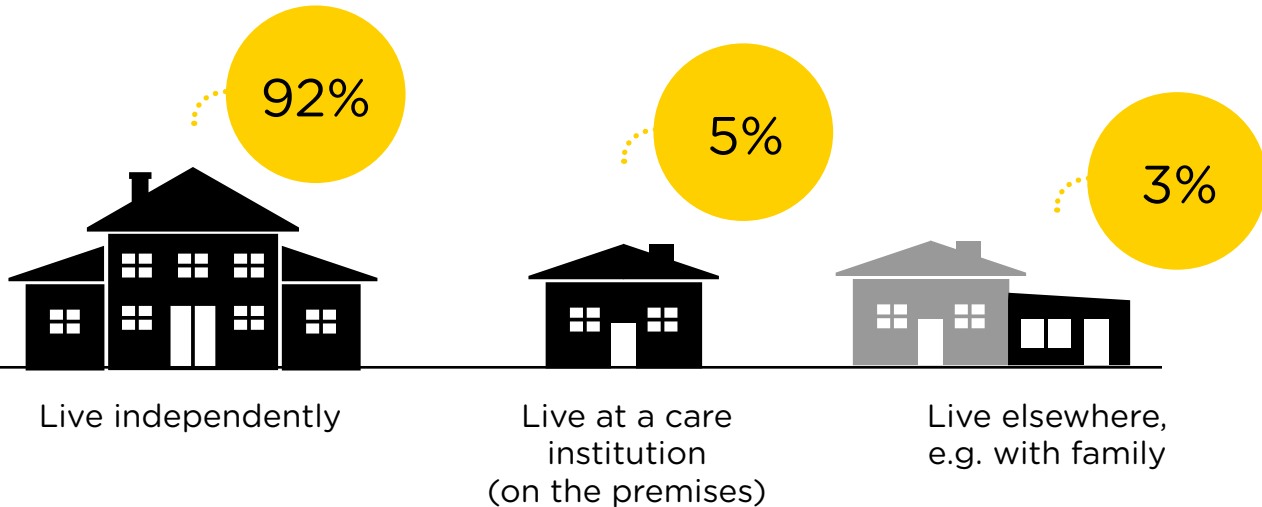 92%
5%
3%
Live independently
Live at a care
institution
(on the premises)
Live elsewhere,
e.g. with family